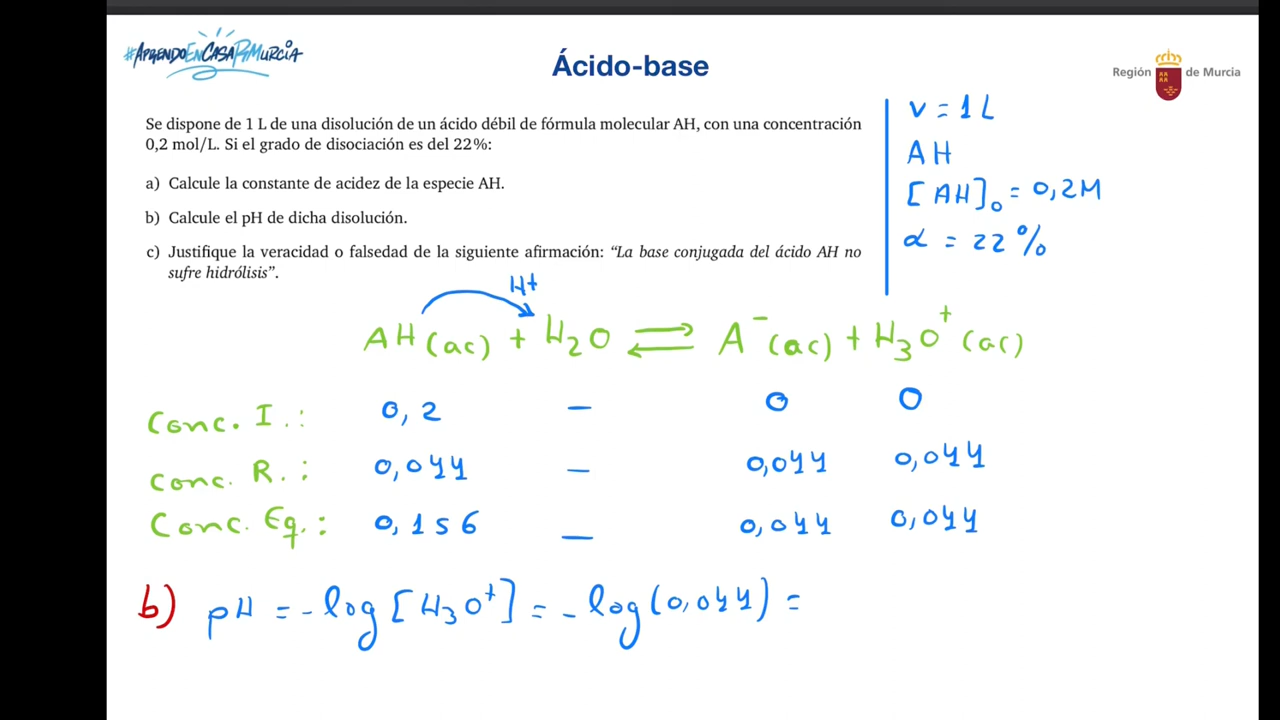 #APRENDOENCASARMURCIA
Ácido-base
Región de Murcia
Se dispone de 1 L de una disolución de un ácido débil de fórmula molecular AH, con una concentración
0,2 mol/L. Si el grado de disociación es del 22%:
a) Calcule la constante de acidez de la especie AH.
b) Calcule el pH de dicha disolución.
c) Justifique la veracidad o falsedad de la siguiente afirmación: “La base conjugada del ácido AH no
sufre hidrólisis”.
V = 1 L
AH
[AH]₀ = 0,2M
α = 22 %
H+
AH (ac) + H₂O ⇌ A⁻ (ac) + H₃O⁺ (ac)
Conc. I.: 0,2 – 0 0
Conc. R.: 0,044 – 0,044 0,044
Conc. Eq.: 0,156 – 0,044 0,044
b) pH = -log [H₃O⁺] = -log(0,044) =